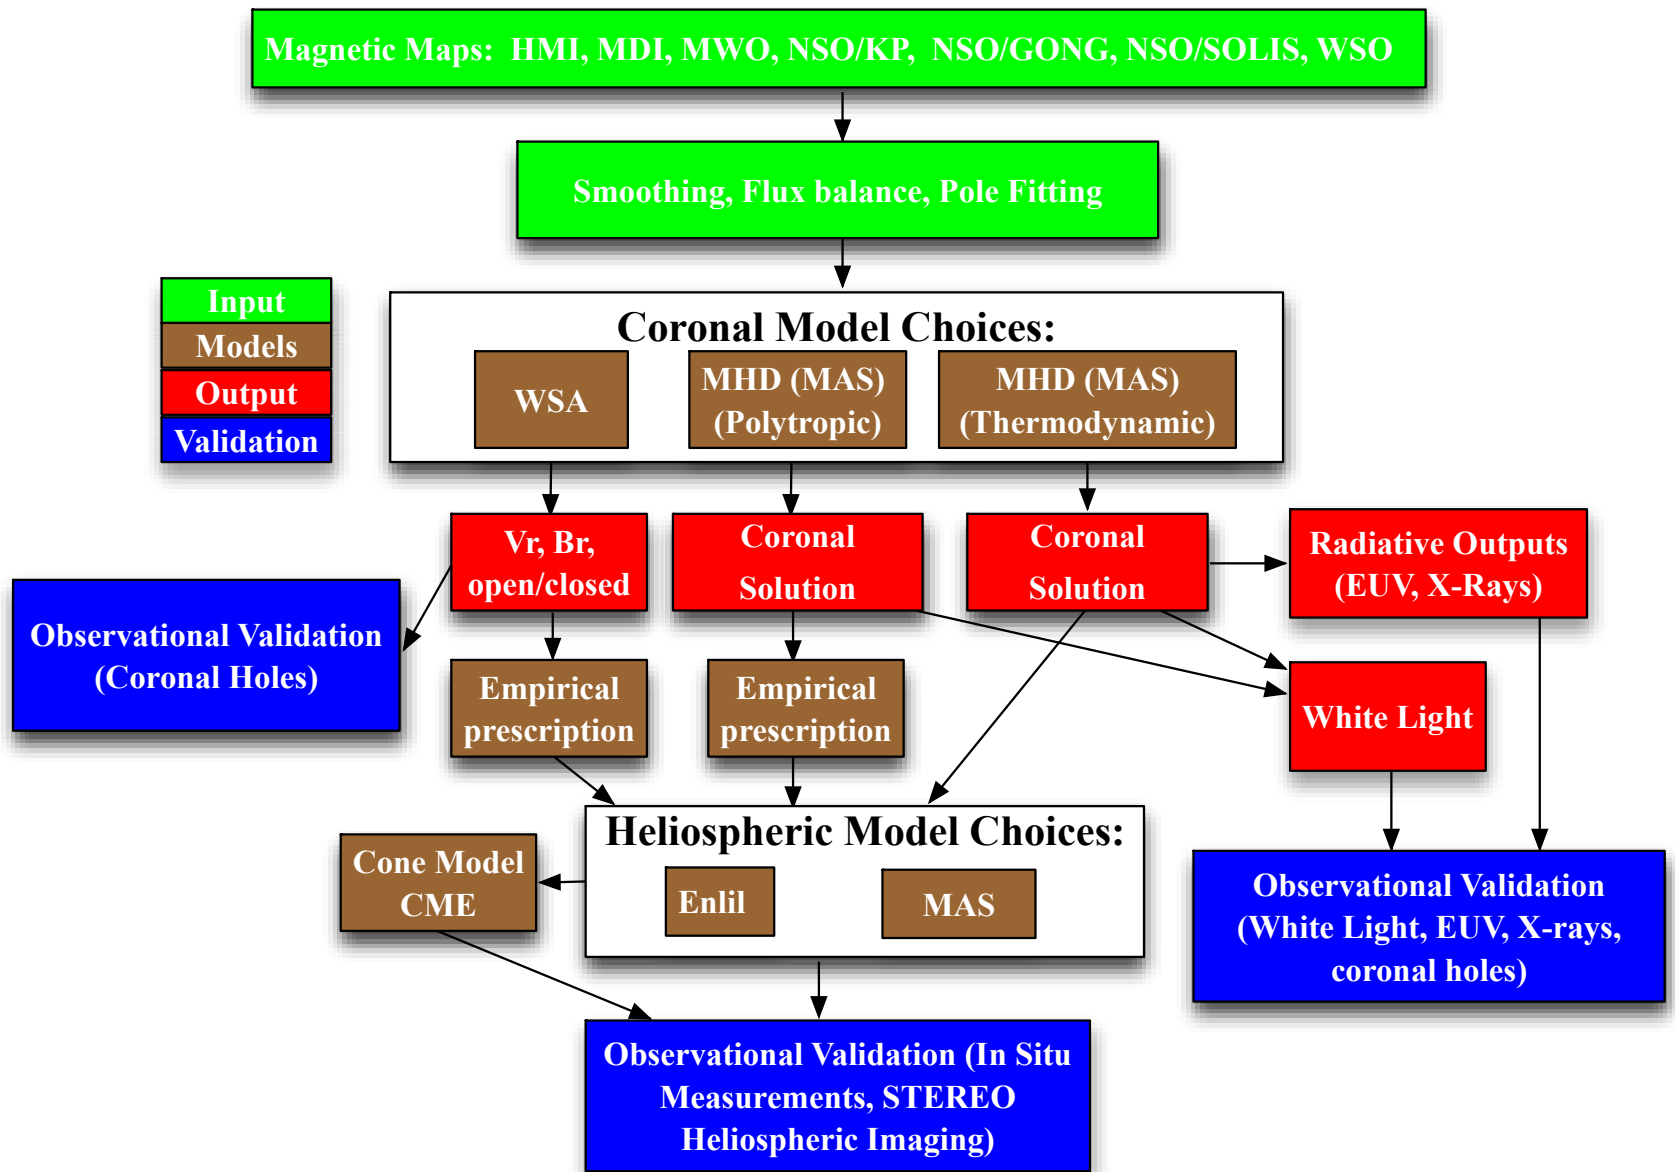 Magnetic Maps:  HMI, MDI, MWO, NSO/KP,  NSO/GONG, NSO/SOLIS, WSO
Smoothing, Flux balance, Pole Fitting
Input
Models
Output
Validation
Coronal Model Choices:
WSA
MHD (MAS)
(Polytropic)
MHD (MAS)
(Thermodynamic)
Vr, Br,
open/closed
Coronal
Solution
Coronal
Solution
Radiative Outputs
(EUV, X-Rays)
Observational Validation
(Coronal Holes)
Empirical
prescription
Empirical
prescription
White Light
Heliospheric Model Choices:
Enlil
MAS
Cone Model
CME
Observational Validation
(White Light, EUV, X-rays,
coronal holes)
Observational Validation (In Situ
Measurements, STEREO
Heliospheric Imaging)